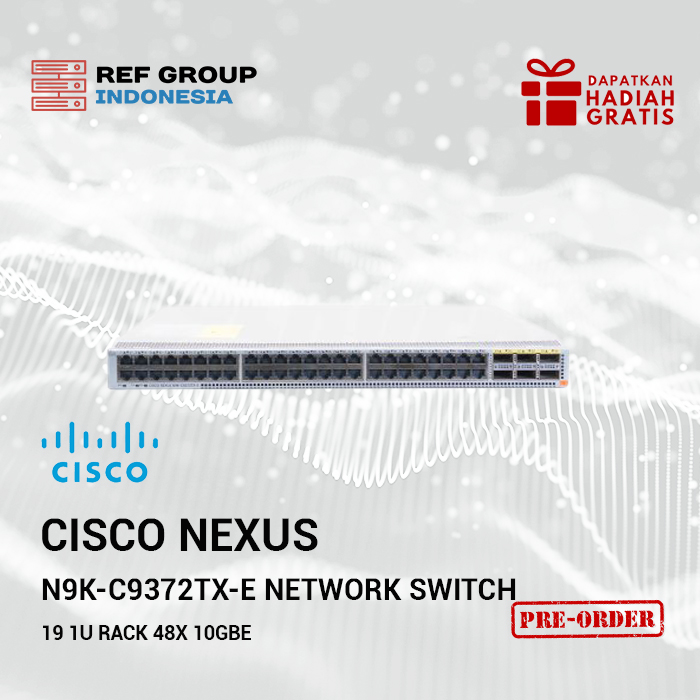 REF GROUP
INDONESIA
DAPATKAN
HADIAH
GRATIS
CISCO
CISCO NEXUS
N9K-C9372TX-E NETWORK SWITCH
PRE-ORDER
19 1U RACK 48X 10GBE